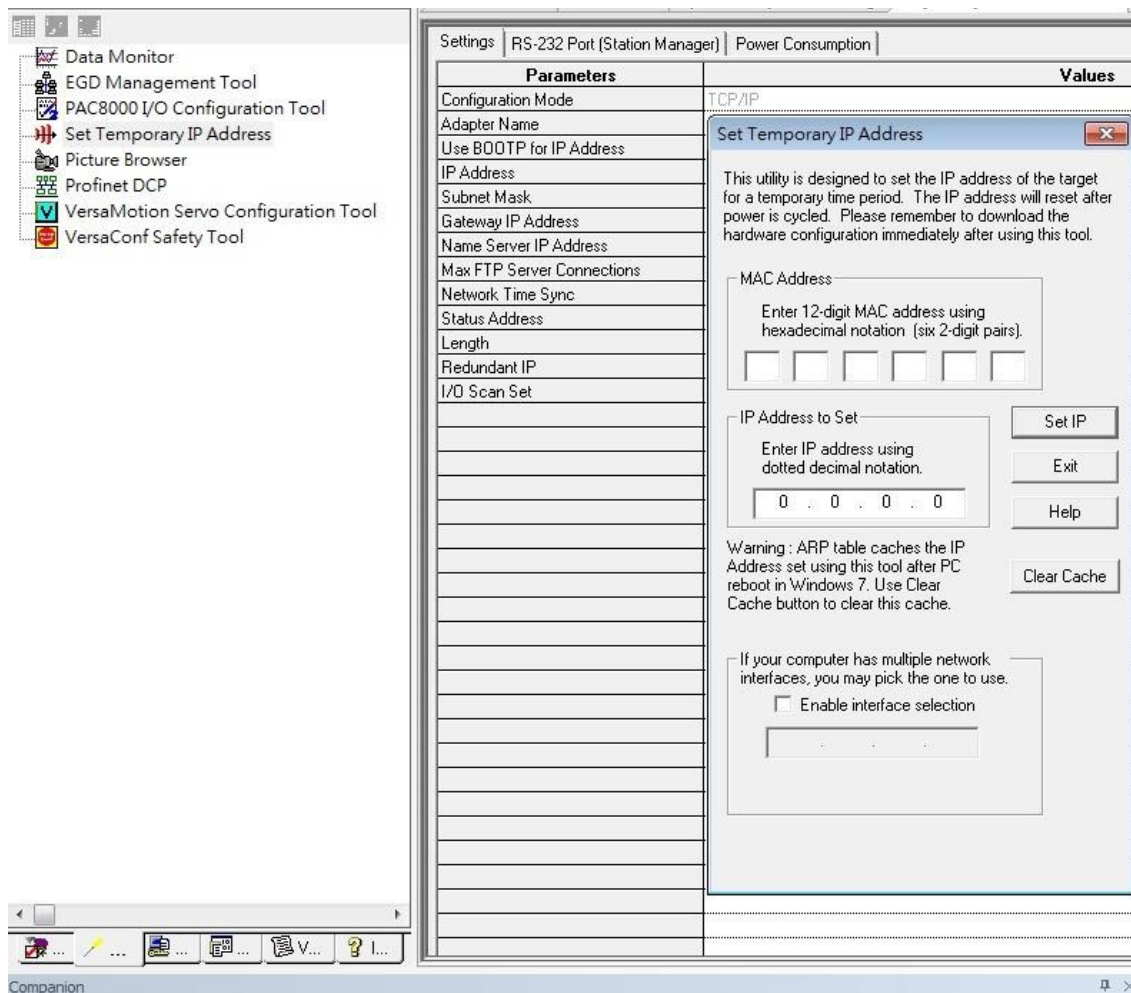 Data Monitor
EGD Management Tool
PAC8000 I/O Configuration Tool
Set Temporary IP Address
Picture Browser
Profinet DCP
VersaMotion Servo Configuration Tool
VersaConf Safety Tool
... ... ... ... V... I...
Companion
Settings RS-232 Port (Station Manager) Power Consumption
Parameters Values
Configuration Mode TCP/IP
Adapter Name
Use BOOTP for IP Address
IP Address
Subnet Mask
Gateway IP Address
Name Server IP Address
Max FTP Server Connections
Network Time Sync
Status Address
Length
Redundant IP
I/O Scan Set
Set Temporary IP Address
This utility is designed to set the IP address of the target
for a temporary time period. The IP address will reset after
power is cycled. Please remember to download the
hardware configuration immediately after using this tool.
MAC Address
Enter 12-digit MAC address using
hexadecimal notation (six 2-digit pairs).
IP Address to Set
Enter IP address using
dotted decimal notation.
0 . 0 . 0 . 0
Set IP
Exit
Help
Warning : ARP table caches the IP
Address set using this tool after PC
reboot in Windows 7. Use Clear
Cache button to clear this cache.
Clear Cache
If your computer has multiple network
interfaces, you may pick the one to use.
Enable interface selection
. . .